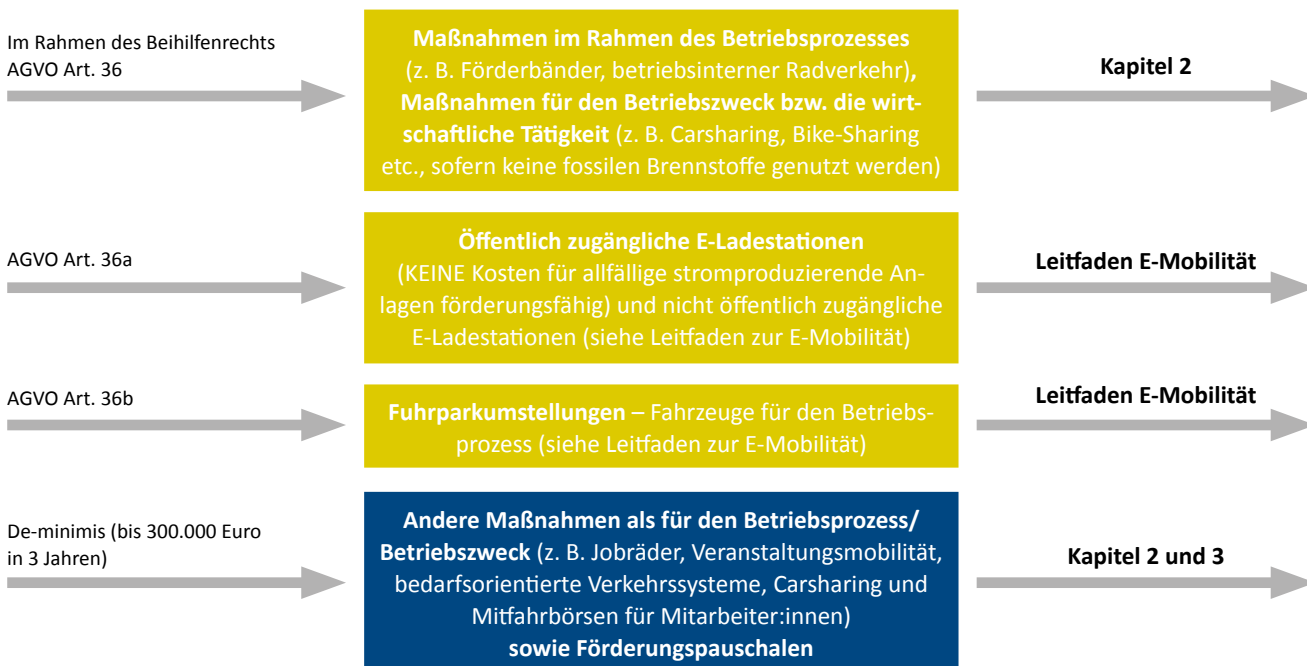 Im Rahmen des Beihilfenrechts
AGVO Art. 36
Maßnahmen im Rahmen des Betriebsprozesses
(z. B. Förderbänder, betriebsinterner Radverkehr),
Maßnahmen für den Betriebszweck bzw. die wirt-
schaftliche Tätigkeit (z. B. Carsharing, Bike-Sharing
etc., sofern keine fossilen Brennstoffe genutzt werden)
Kapitel 2
AGVO Art. 36a
Öffentlich zugängliche E-Ladestationen
(KEINE Kosten für allfällige stromproduzierende An-
lagen förderungsfähig) und nicht öffentlich zugängliche
E-Ladestationen (siehe Leitfaden zur E-Mobilität)
Leitfaden E-Mobilität
AGVO Art. 36b
Fuhrparkumstellungen – Fahrzeuge für den Betriebs-
prozess (siehe Leitfaden zur E-Mobilität)
Leitfaden E-Mobilität
De-minimis (bis 300.000 Euro
in 3 Jahren)
Andere Maßnahmen als für den Betriebsprozess/
Betriebszweck (z. B. Jobräder, Veranstaltungsmobilität,
bedarfsorientierte Verkehrssysteme, Carsharing und
Mitfahrbörsen für Mitarbeiter:innen)
sowie Förderungspauschalen
Kapitel 2 und 3